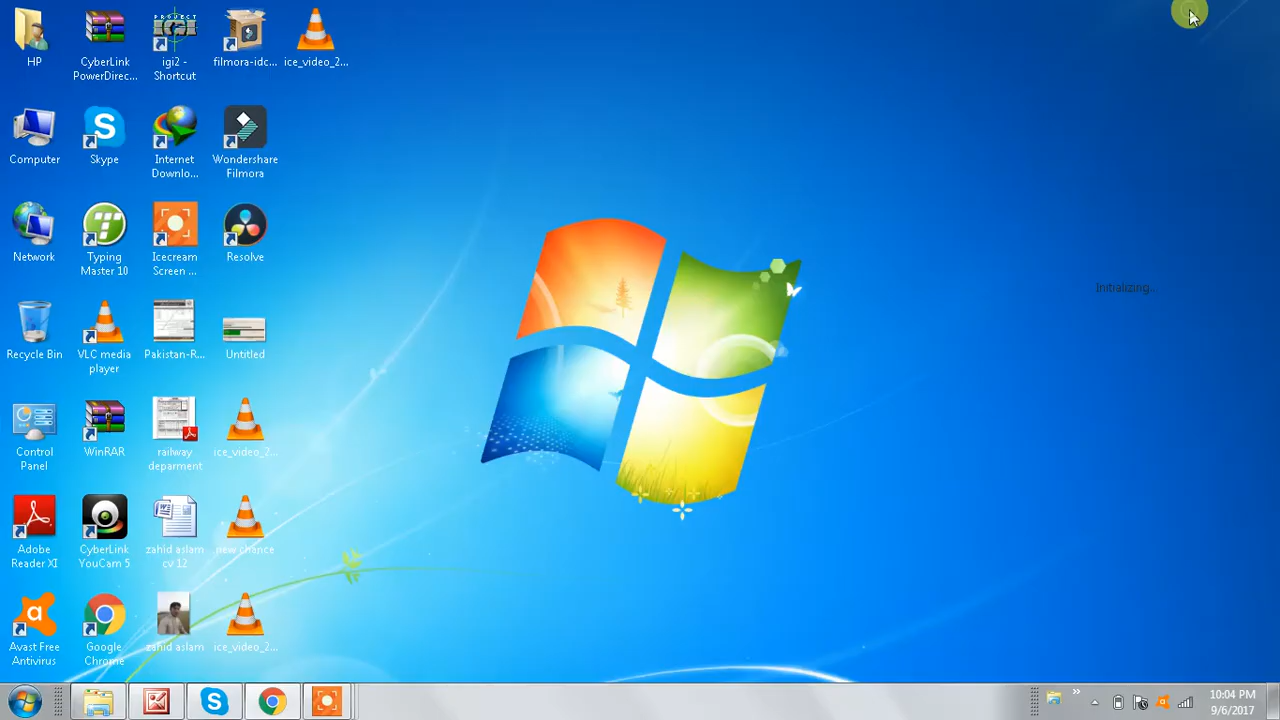 HP
CyberLink
PowerDirec...
PROJECT
igi2 -
Shortcut
filmora-idc...
ice_video_2...
Computer
Skype
Internet
Downlo...
Wondershare
Filmora
Network
Typing
Master 10
Icecream
Screen ...
Resolve
Initializing..
Recycle Bin
VLC media
player
Pakistan-R...
Untitled
Control
Panel
WinRAR
railway
deparment
ice_video_2...
Adobe
Reader XI
CyberLink
YouCam 5
zahid aslam
cv 12
new chance
Avast Free
Antivirus
Google
Chrome
zahid aslam
ice_video_2...
10:04 PM
9/6/2017